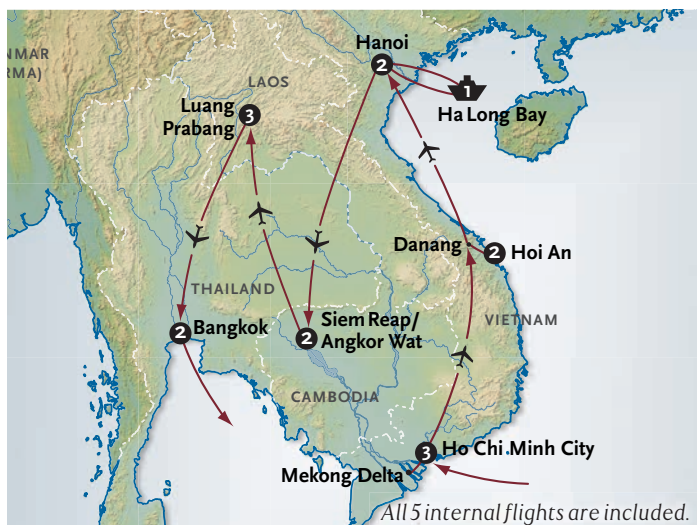 Hanoi
2
NMAR
RMA)
LAOS
1
Ha Long Bay
Luang
Prabang
3
Danang
2 Hoi An
THAILAND
VIETNAM
2 Bangkok
2 Siem Reap/
Angkor Wat
CAMBODIA
3 Ho Chi Minh City
Mekong Delta
All 5 internal flights are included.